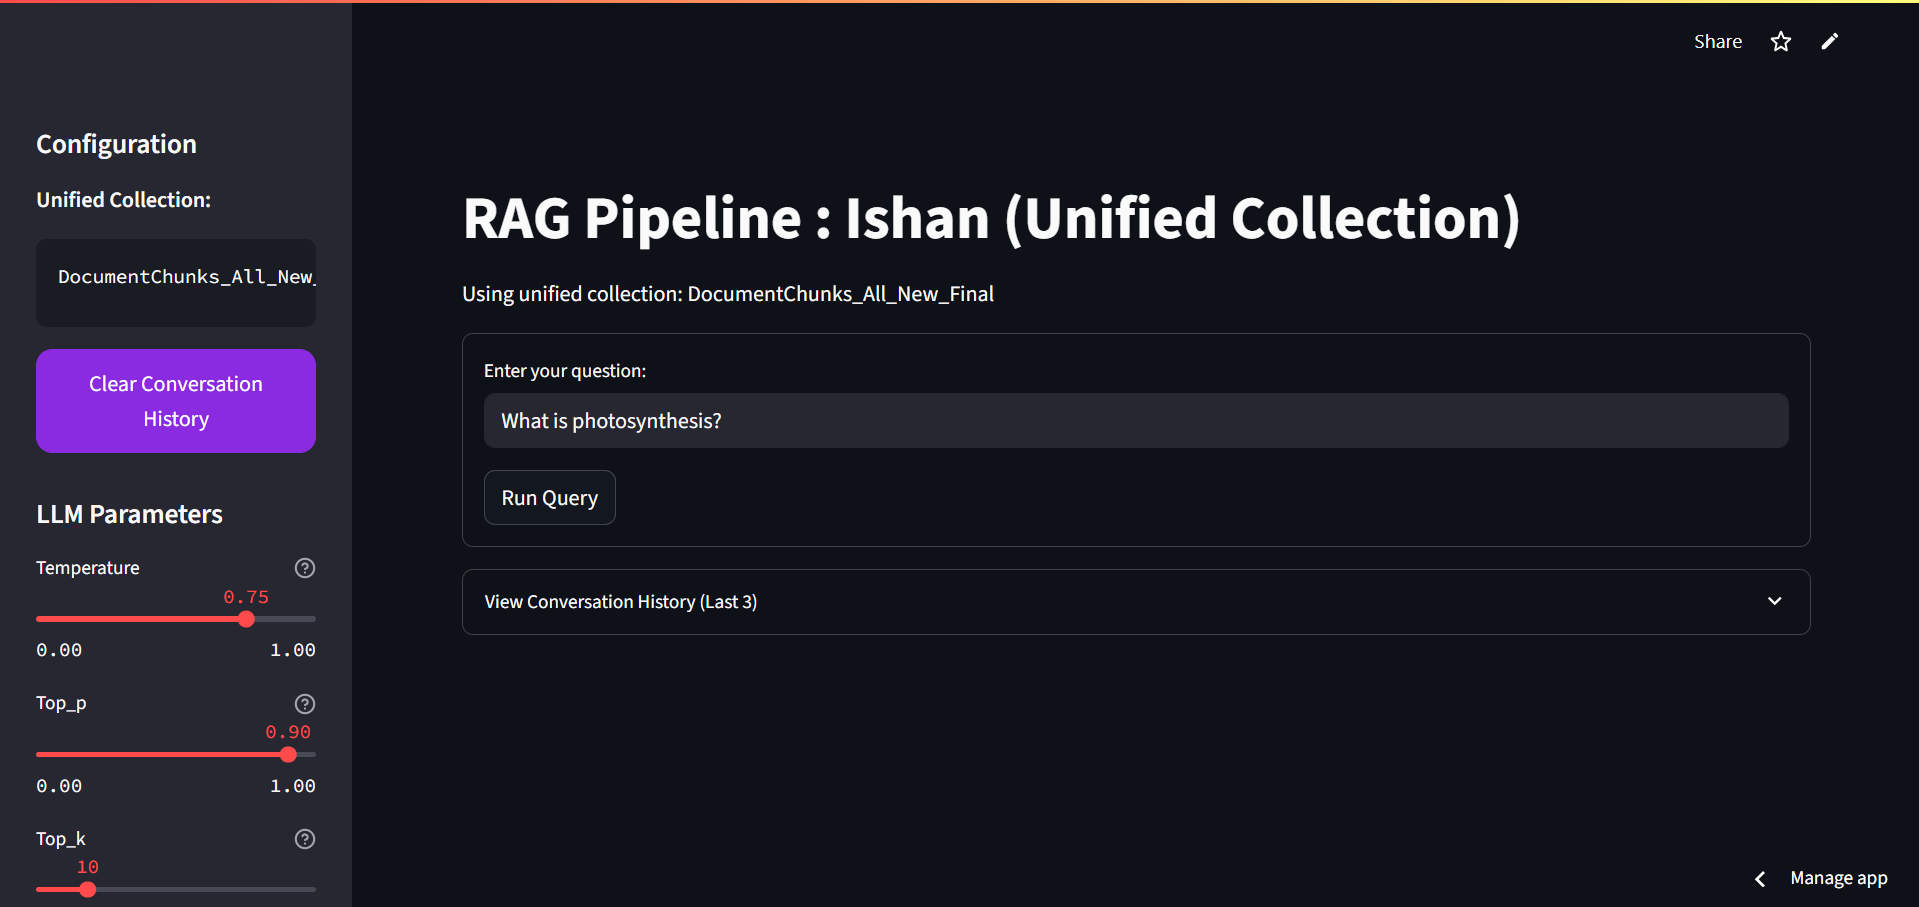 Share
Configuration
Unified Collection:
DocumentChunks_All_New_
Clear Conversation
History
LLM Parameters
Temperature
0.75
0.00 1.00
Top_p
0.90
0.00 1.00
Top_k
10
RAG Pipeline : Ishan (Unified Collection)
Using unified collection: DocumentChunks_All_New_Final
Enter your question:
What is photosynthesis?
Run Query
View Conversation History (Last 3)
Manage app